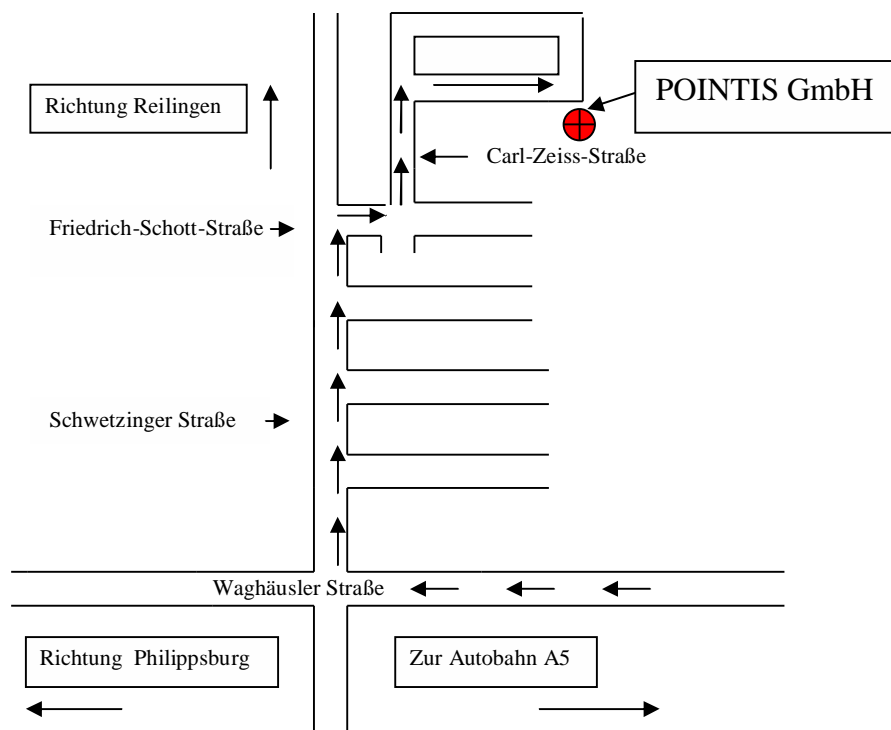 POINTIS GmbH
Richtung Reilingen
Carl-Zeiss-Straße
Friedrich-Schott-Straße
Schwetzinger Straße
Waghäusler Straße
Richtung Philippsburg
Zur Autobahn A5